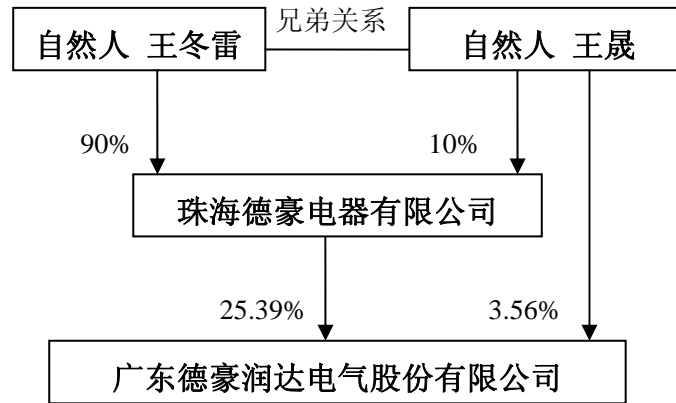 兄弟关系
自然人 王冬雷
自然人 王晟
90%
10%
珠海德豪电器有限公司
25.39%
3.56%
广东德豪润达电气股份有限公司